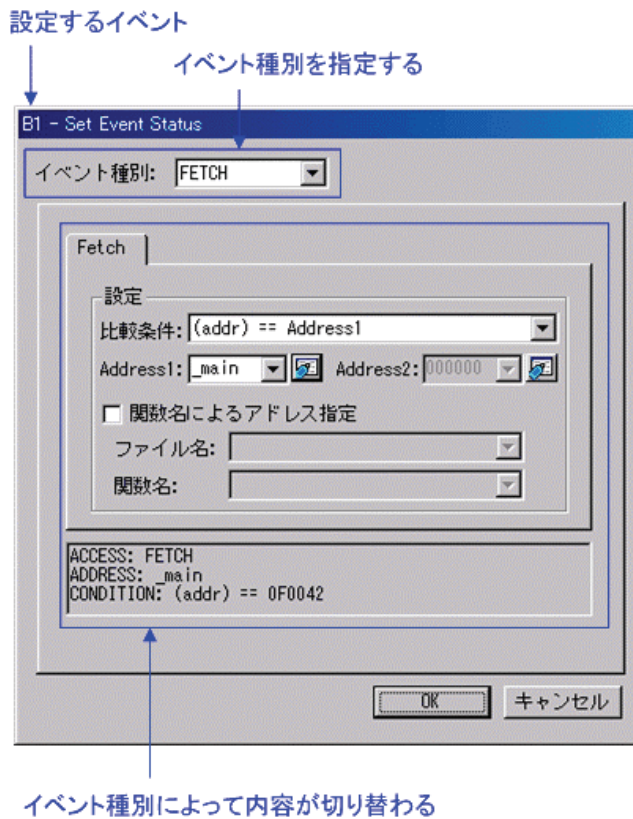 設定するイベント
イベント種別を指定する
B1 - Set Event Status
イベント種別: FETCH
Fetch
設定
比較条件: (addr) == Address1
Address1: _main Address2: 000000
関数名によるアドレス指定
ファイル名:
関数名:
ACCESS: FETCH
ADDRESS: _main
CONDITION: (addr) == 0F0042
OK キャンセル
イベント種別によって内容が切り替わる